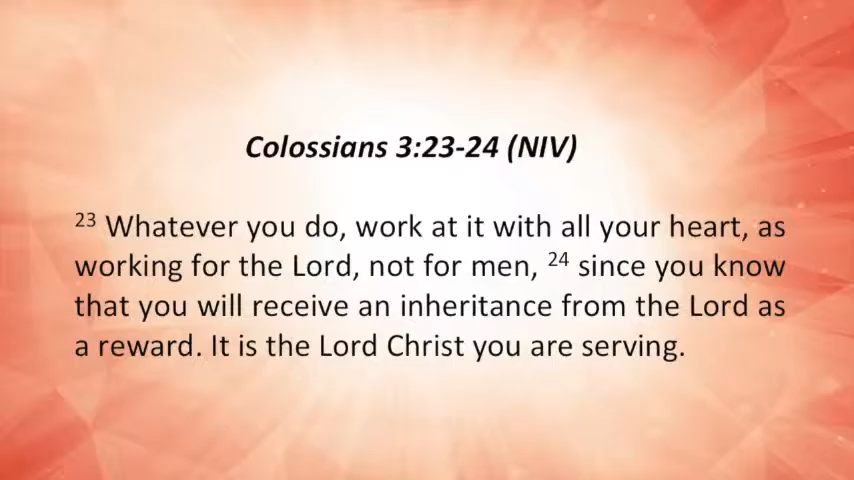 Colossians 3:23-24 (NIV)
23 Whatever you do, work at it with all your heart, as
working for the Lord, not for men, 24 since you know
that you will receive an inheritance from the Lord as
a reward. It is the Lord Christ you are serving.